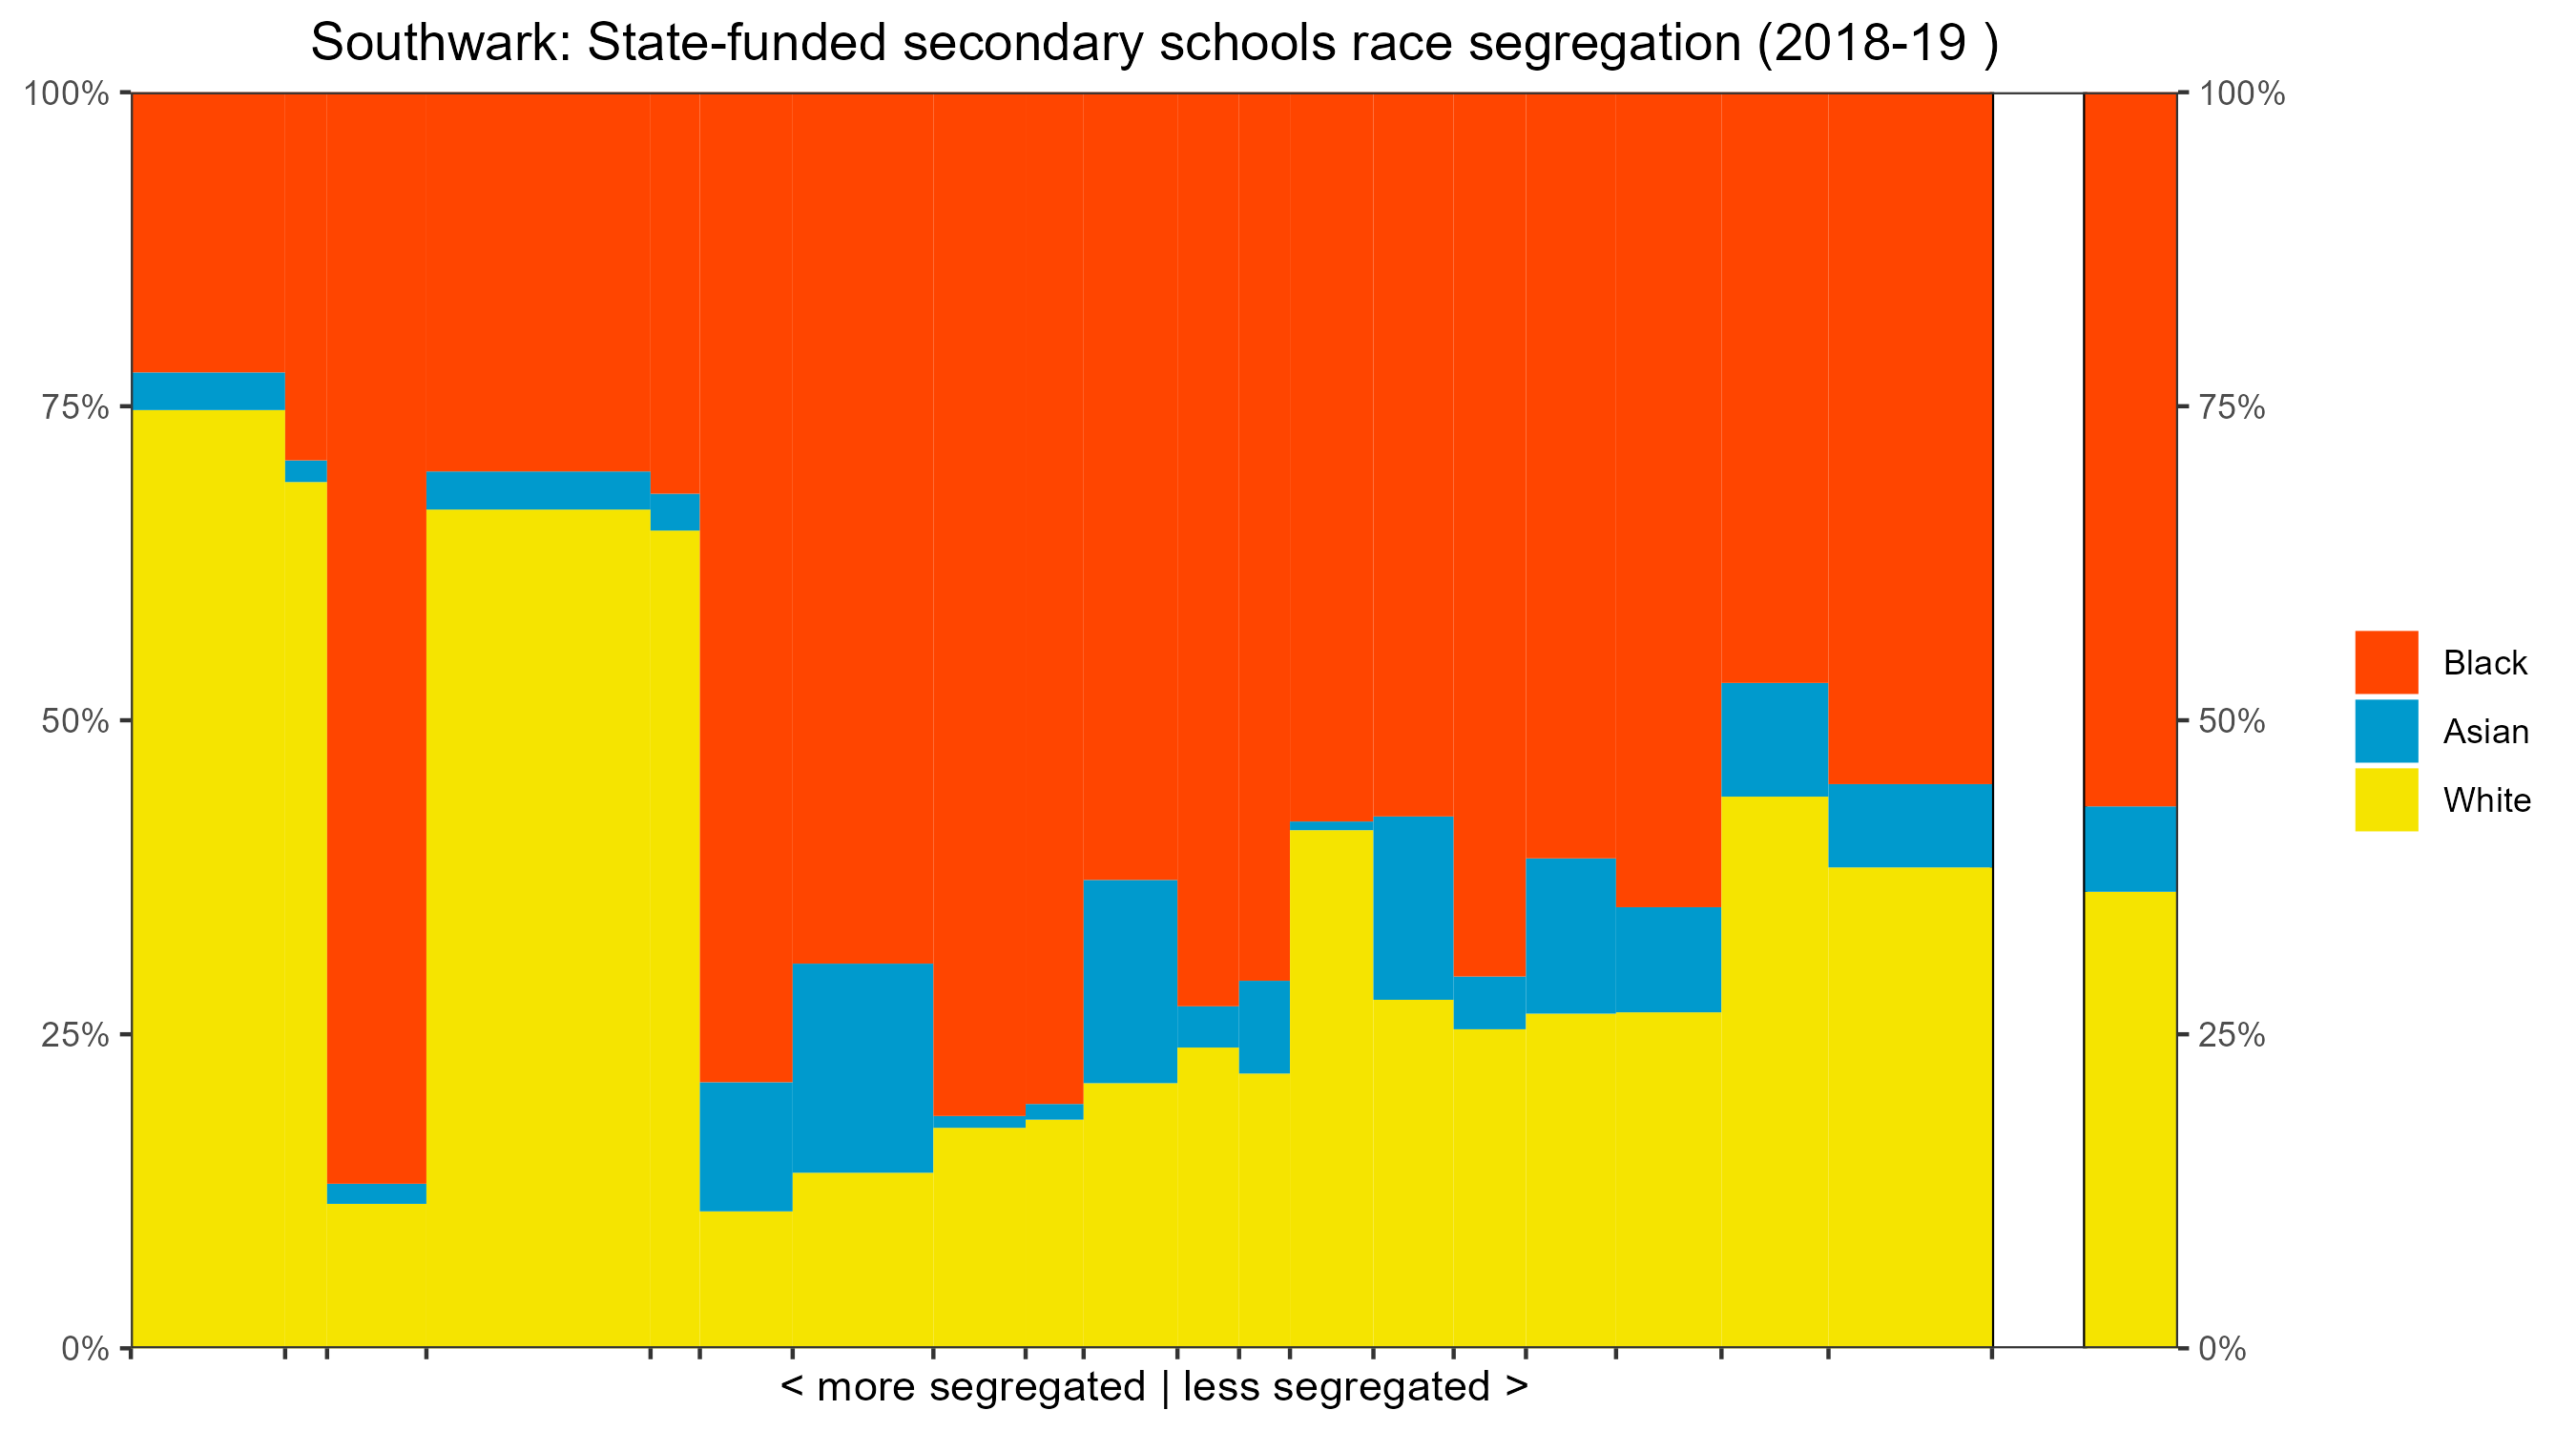 Southwark: State-funded secondary schools race segregation (2018-19 )
100%
75%
50%
25%
0%
100%
75%
50%
25%
0%
Black
Asian
White
< more segregated | less segregated >